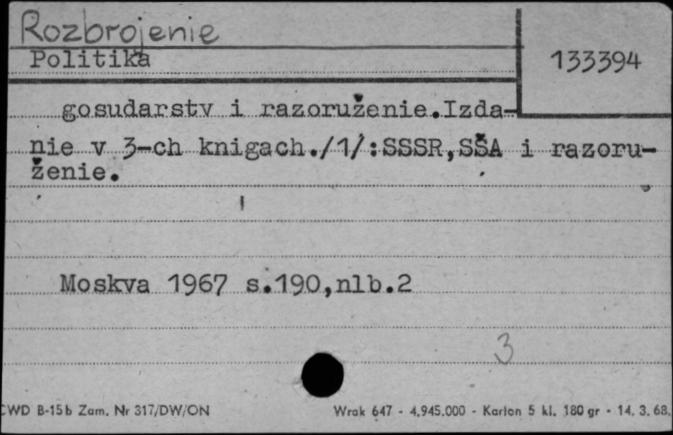 Rozbrojenie
Politika
133394
gosudarstv i razoruženie.Izda-
nie v 3-ch knigach./1/:SSSR,SŠA i razoru-
ženie.
Moskva 1967 s.190,nlb.2
3
CWD B-15b Zam. Nr 317/DW/ON
Wrak 647 - 4.945.000 - Karton 5 kl. 180 gr - 14. 3. 68.